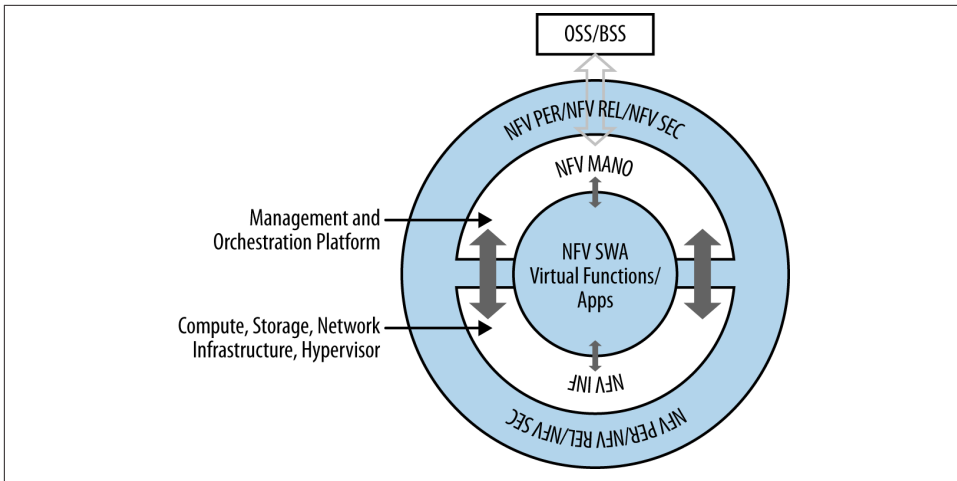 OSS/BSS
NFV PER/NFV REL/NFV SEC
NFV MANO
Management and
Orchestration Platform
NFV SWA
Virtual Functions/
Apps
Compute, Storage, Network
Infrastructure, Hypervisor
NFV INF
NFV PER/NFV REL/NFV SEC